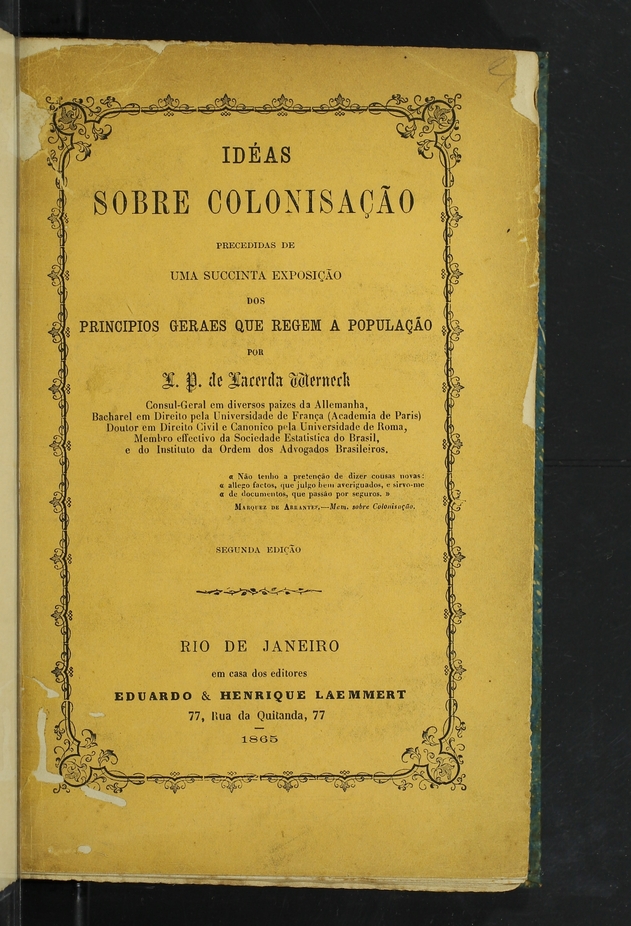 IDÉAS
SOBRE COLONISAÇÃO
PRECEDIDAS DE
UMA SUCCINTA EXPOSIÇÃO
DOS
PRINCIPIOS GERAES QUE REGEM A POPULAÇÃO
POR
L. P. de Lacerda Werneck
Consul-Geral em diversos paizes da Allemanha,
Bacharel em Direito pela Universidade de França (Academia de Paris)
Doutor em Direito Civil e Canonico pela Universidade de Roma,
Membro effectivo da Sociedade Estatistica do Brasil,
e do Instituto da Ordem dos Advogados Brasileiros.
« Não tenho a pretenção de dizer cousas novas:
« allego factos, que julgo bem averiguados, e sirvo-me
« de documentos, que passão por seguros. »
MARQUEZ DE ABRANTES,—Mem. sobre Colonisação.
SEGUNDA EDIÇÃO
RIO DE JANEIRO
em casa dos editores
EDUARDO & HENRIQUE LAEMMERT
77, Rua da Quitanda, 77
1865